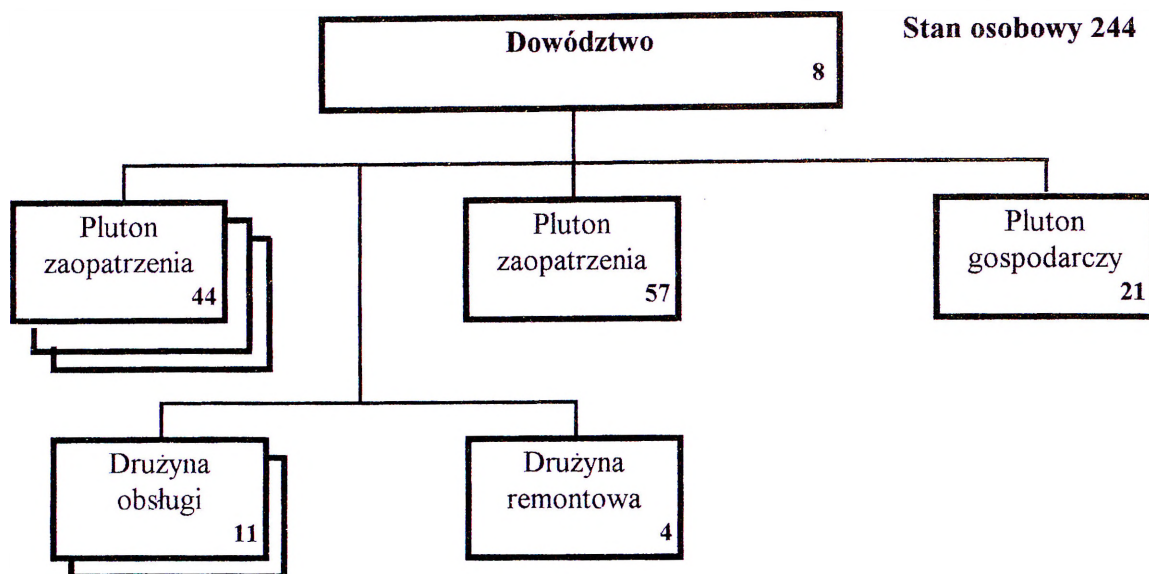 Dowództwo
8
Stan osobowy 244
Pluton
zaopatrzenia
44
Pluton
zaopatrzenia
57
Pluton
gospodarczy
21
Drużyna
obsługi
11
Drużyna
remontowa
4